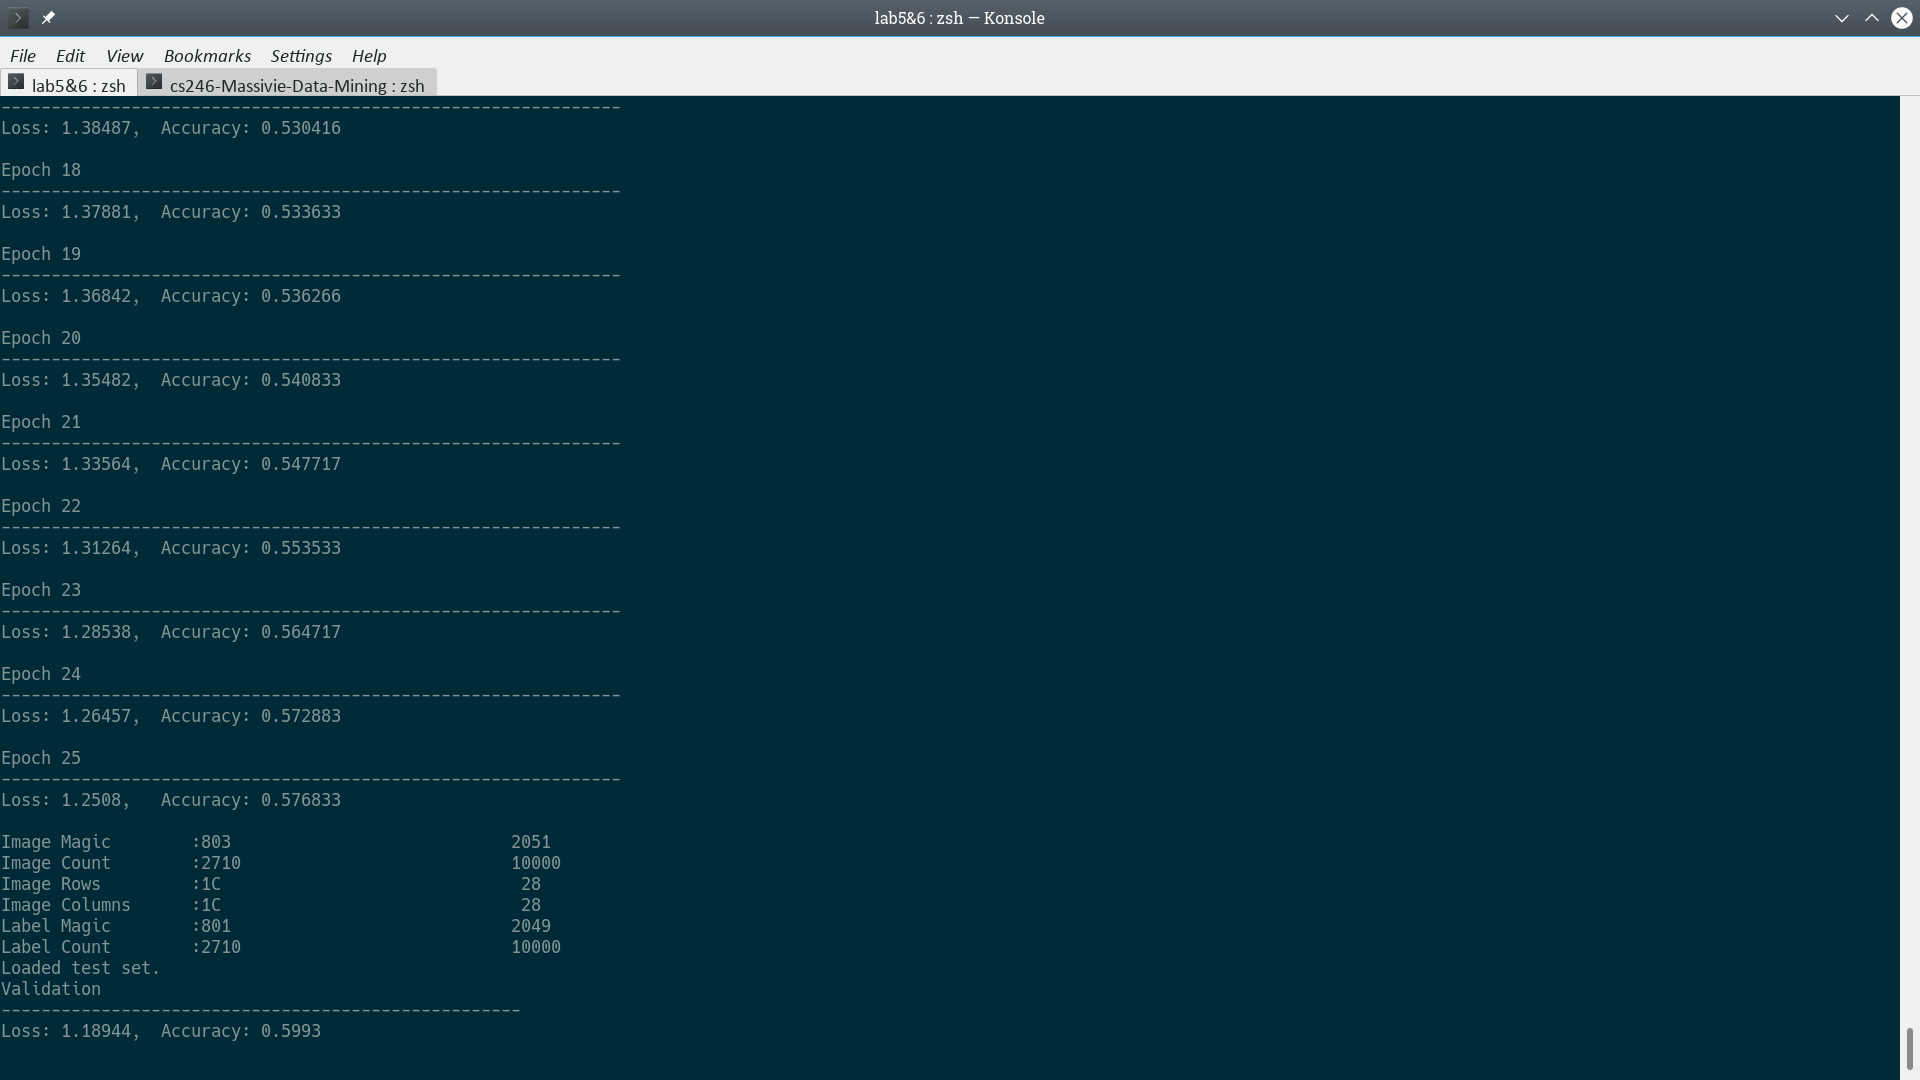 lab5&6 : zsh — Konsole
File Edit View Bookmarks Settings Help
lab5&6 : zsh cs246-Massivie-Data-Mining : zsh
--------------------------------------------------------------
Loss: 1.38487,  Accuracy: 0.530416
Epoch 18
--------------------------------------------------------------
Loss: 1.37881,  Accuracy: 0.533633
Epoch 19
--------------------------------------------------------------
Loss: 1.36842,  Accuracy: 0.536266
Epoch 20
--------------------------------------------------------------
Loss: 1.35482,  Accuracy: 0.540833
Epoch 21
--------------------------------------------------------------
Loss: 1.33564,  Accuracy: 0.547717
Epoch 22
--------------------------------------------------------------
Loss: 1.31264,  Accuracy: 0.553533
Epoch 23
--------------------------------------------------------------
Loss: 1.28538,  Accuracy: 0.564717
Epoch 24
--------------------------------------------------------------
Loss: 1.26457,  Accuracy: 0.572883
Epoch 25
--------------------------------------------------------------
Loss: 1.2508,   Accuracy: 0.576833
Image Magic        :803                            2051
Image Count        :2710                           10000
Image Rows         :1C                              28
Image Columns      :1C                              28
Label Magic        :801                            2049
Label Count        :2710                           10000
Loaded test set.
Validation
----------------------------------------------------
Loss: 1.18944,  Accuracy: 0.5993